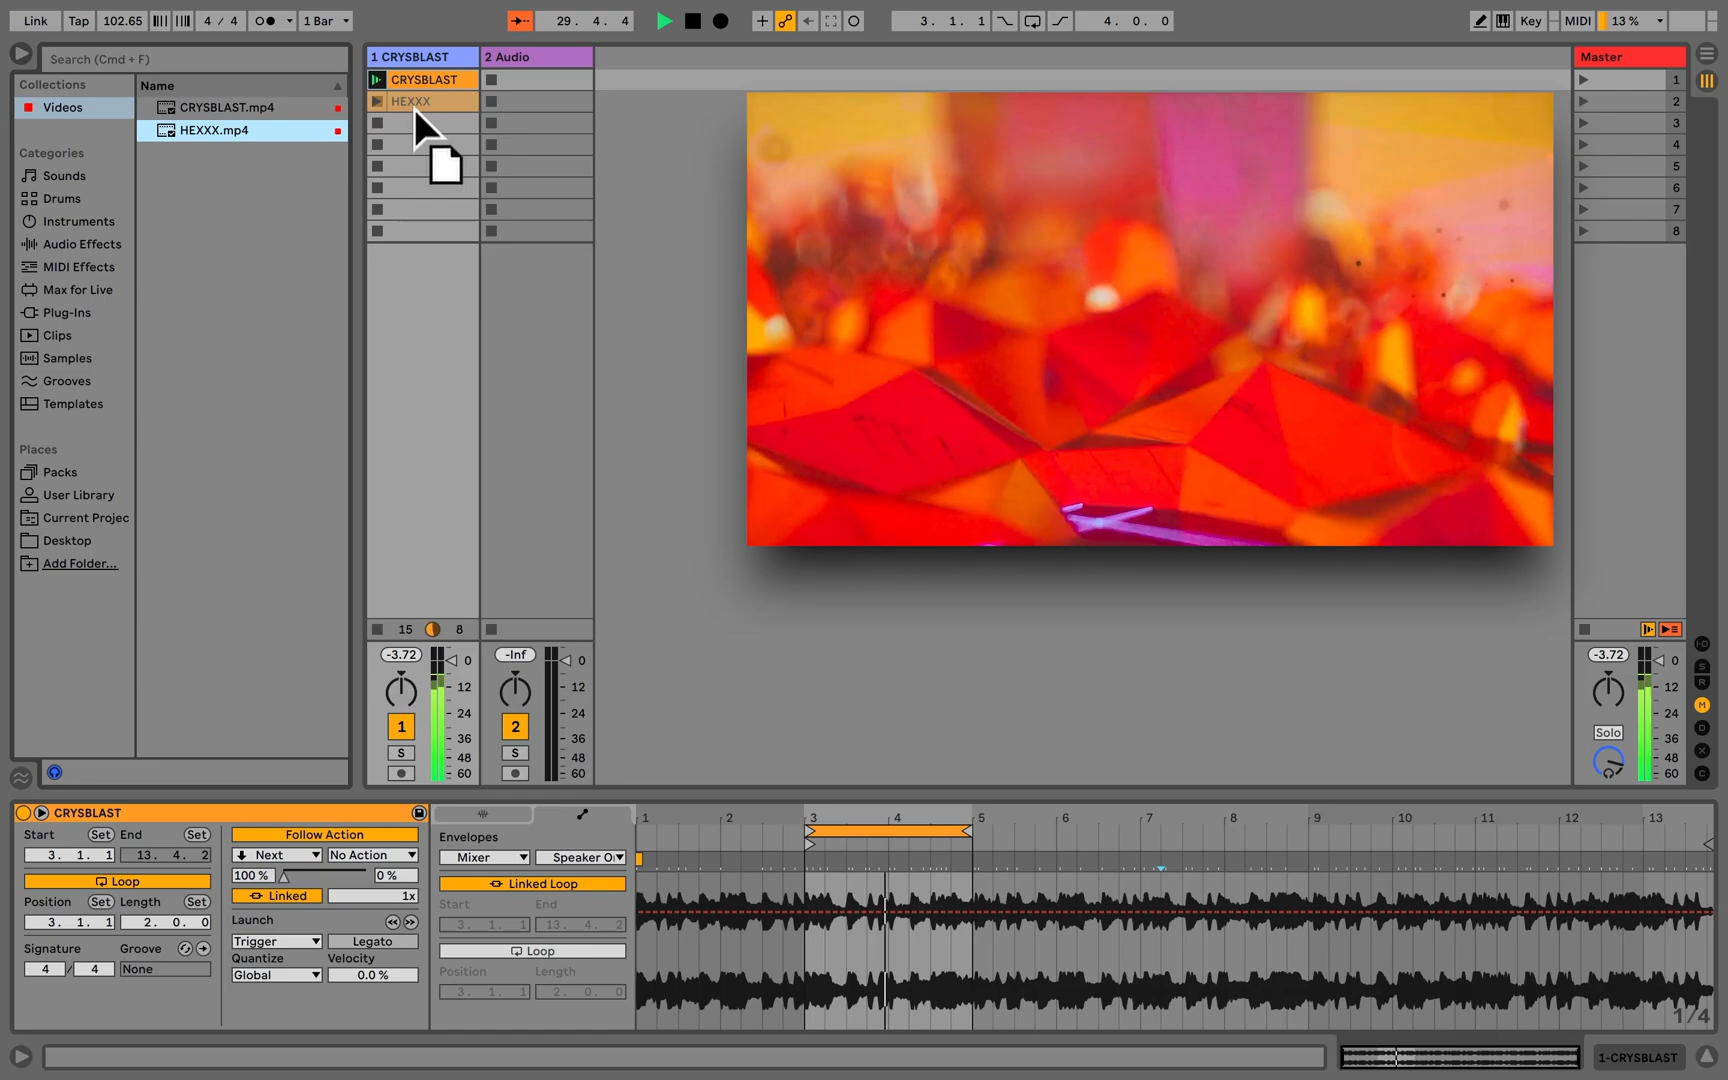 Link Tap 102.65 4 / 4 1 Bar 29. 4. 4 3. 1. 1 4. 0. 0 Key MIDI 13 %
Search (Cmd + F)
Collections
Videos
Categories
Sounds
Drums
Instruments
Audio Effects
MIDI Effects
Max for Live
Plug-Ins
Clips
Samples
Grooves
Templates
Places
Packs
User Library
Current Projec
Desktop
Add Folder...
Name
CRYSBLAST.mp4
HEXXX.mp4
1 CRYSBLAST
CRYSBLAST
HEXXX
2 Audio
Master
1
2
3
4
5
6
7
8
15 8
-3.72 0
12
24
36
48
60
1
S
-Inf 0
12
24
36
48
60
2
S
-3.72 0
12
24
36
48
60
Solo
I·O
S
R
M
D
X
C
CRYSBLAST
Start Set End Set
3. 1. 1 13. 4. 2
Loop
Position Set Length Set
3. 1. 1 2. 0. 0
Signature Groove
4 / 4 None
Follow Action
Next No Action
100 % 0 %
Linked 1x
Launch
Trigger Legato
Quantize Velocity
Global 0.0 %
Envelopes
Mixer Speaker O
Linked Loop
Start End
3. 1. 1 13. 4. 2
Loop
Position Length
3. 1. 1 2. 0. 0
1 2 3 4 5 6 7 8 9 10 11 12 13
1/4
1-CRYSBLAST